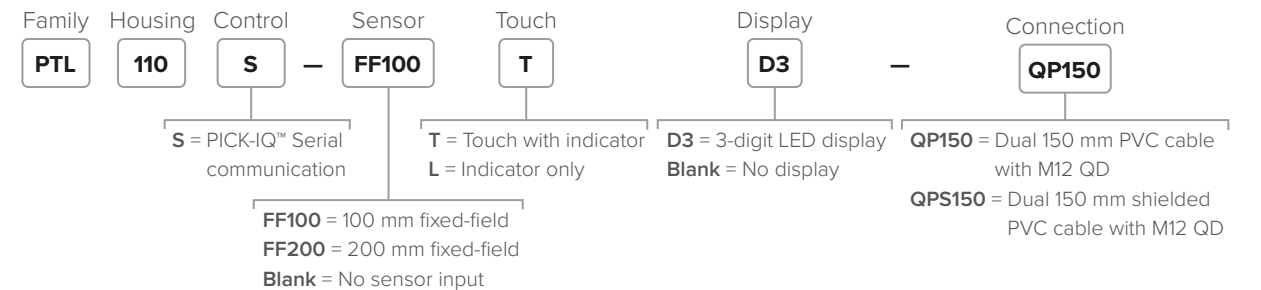 Family Housing Control Sensor Touch Display Connection
PTL 110 S – FF100 T D3 – QP150
S = PICK-IQ™ Serial
communication
FF100 = 100 mm fixed-field
FF200 = 200 mm fixed-field
Blank = No sensor input
T = Touch with indicator
L = Indicator only
D3 = 3-digit LED display
Blank = No display
QP150 = Dual 150 mm PVC cable
with M12 QD
QPS150 = Dual 150 mm shielded
PVC cable with M12 QD